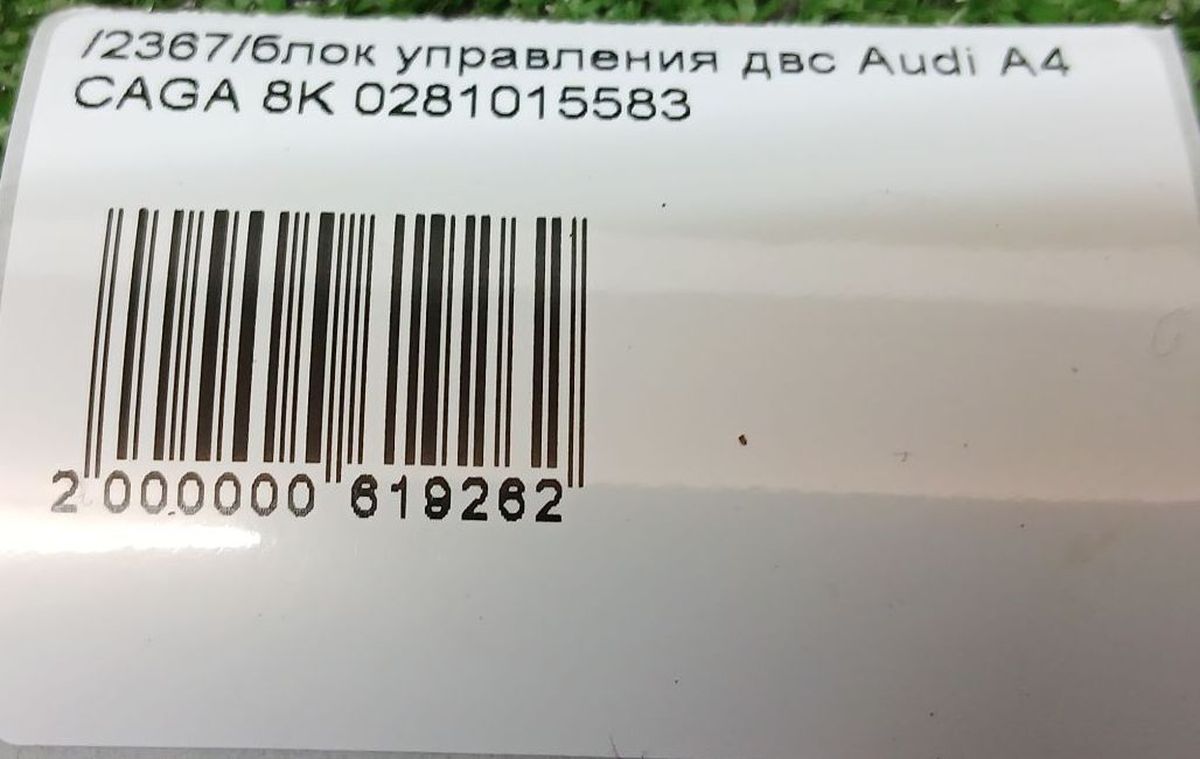 /2367/блок управления двс Audi A4
CAGA 8K 0281015583
2 000000 619262